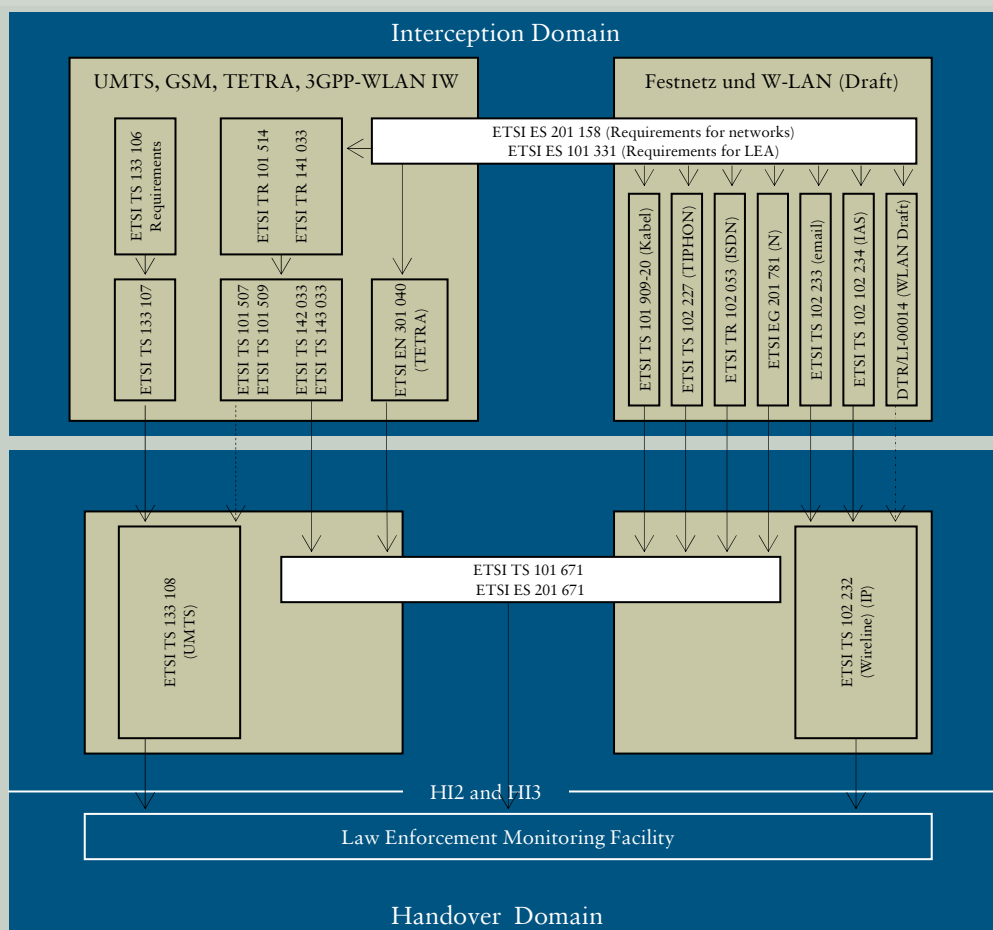 Interception Domain
UMTS, GSM, TETRA, 3GPP-WLAN IW
Festnetz und W-LAN (Draft)
ETSI ES 201 158 (Requirements for networks)
ETSI ES 101 331 (Requirements for LEA)
ETSI TS 133 106
Requirements
ETSI TR 101 514
ETSI TR 141 033
ETSI TS 133 107
ETSI TS 101 507
ETSI TS 101 509
ETSI TS 142 033
ETSI TS 143 033
ETSI EN 301 040
(TETRA)
ETSI TS 101 909-20 (Kabel)
ETSI TS 102 227 (TIPHON)
ETSI TR 102 053 (ISDN)
ETSI EG 201 781 (N)
ETSI TS 102 233 (email)
ETSI TS 102 102 234 (IAS)
DTR/LI-00014 (WLAN Draft)
ETSI TS 133 108
(UMTS)
ETSI TS 101 671
ETSI ES 201 671
ETSI TS 102 232
(Wireline) (IP)
HI2 and HI3
Law Enforcement Monitoring Facility
Handover Domain